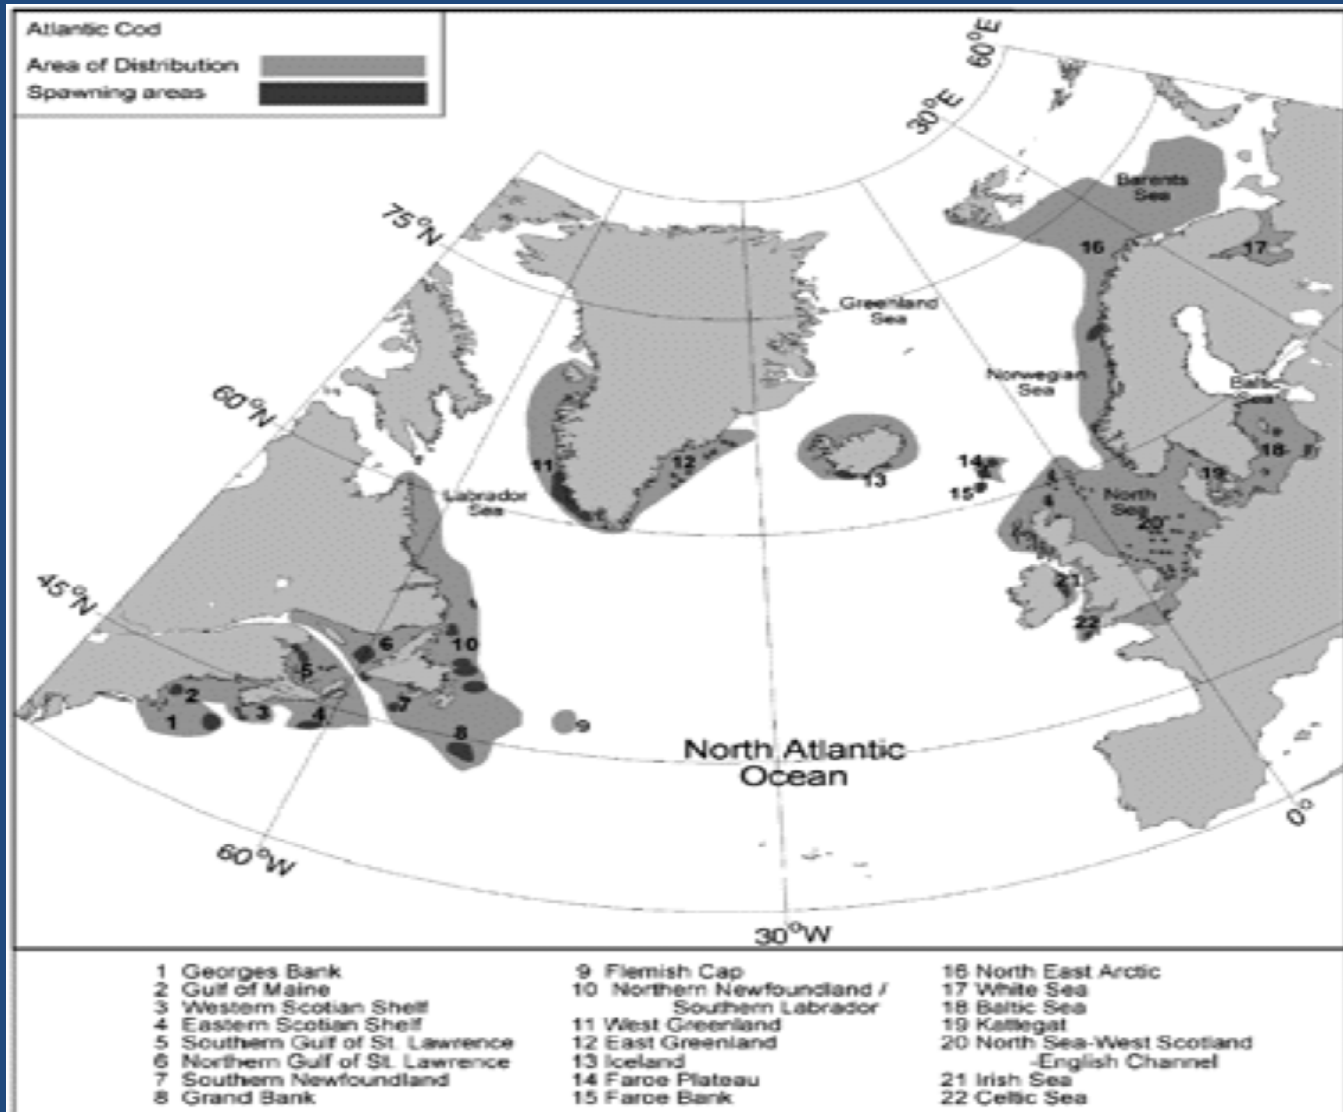 Atlantic Cod
Area of Distribution
Spawning areas
60°E
30°E
75°N
60°N
45°N
60°W
30°W
0°
Barents
Sea
16
17
Greenland
Sea
Norwegian
Sea
Baltic
Sea
11
12
13
14
15
18
19
North
Sea
20
21
22
Labrador
Sea
10
6
5
7
2
1
3
4
8
9
North Atlantic
Ocean
1 Georges Bank
2 Gulf of Maine
3 Western Scotian Shelf
4 Eastern Scotian Shelf
5 Southern Gulf of St. Lawrence
6 Northern Gulf of St. Lawrence
7 Southern Newfoundland
8 Grand Bank
9 Flemish Cap
10 Northern Newfoundland /
Southern Labrador
11 West Greenland
12 East Greenland
13 Iceland
14 Faroe Plateau
15 Faroe Bank
16 North East Arctic
17 White Sea
18 Baltic Sea
19 Kattegat
20 North Sea-West Scotland
-English Channel
21 Irish Sea
22 Celtic Sea